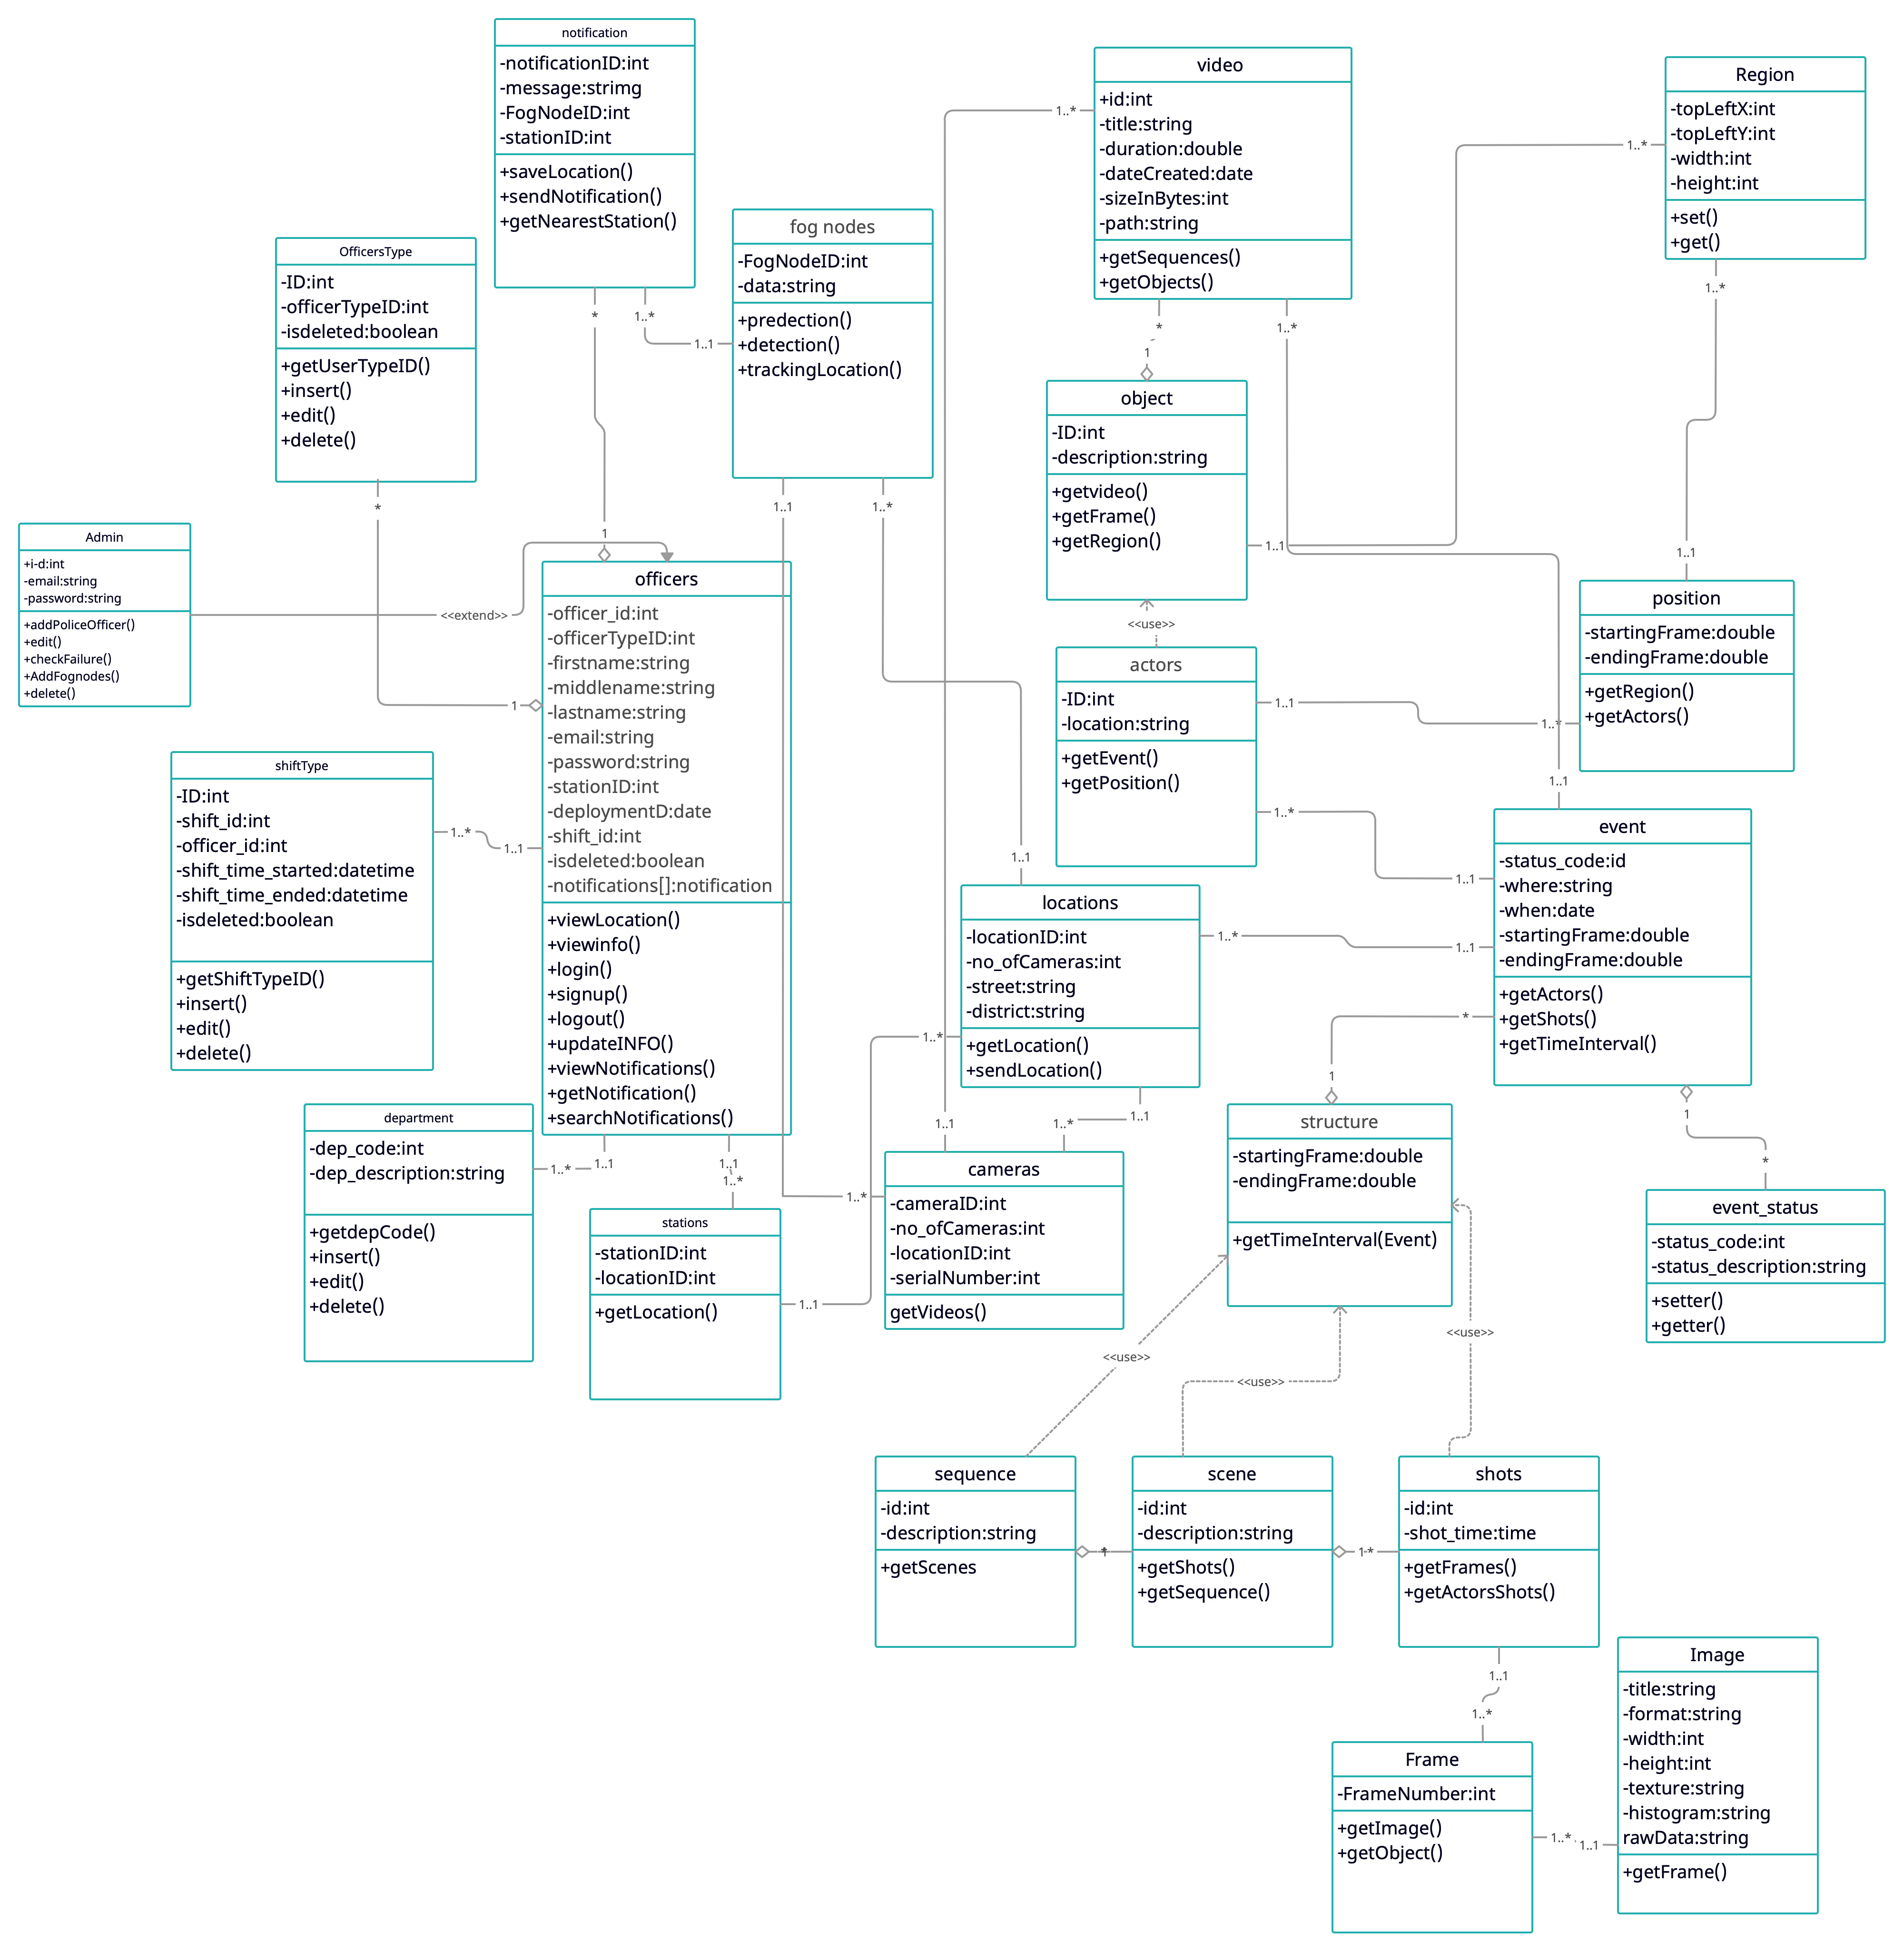 notification
-notificationID:int
-message:strimg
-FogNodeID:int
-stationID:int
+saveLocation()
+sendNotification()
+getNearestStation()
*
1..*
1
video
+id:int
-title:string
-duration:double
-dateCreated:date
-sizeInBytes:int
-path:string
+getSequences()
+getObjects()
1..*
*
1
1..*
Region
-topLeftX:int
-topLeftY:int
-width:int
-height:int
+set()
+get()
1..*
1..*
1..1
fog nodes
-FogNodeID:int
-data:string
+predection()
+detection()
+trackingLocation()
1..1
1..1
1..*
OfficersType
-ID:int
-officerTypeID:int
-isdeleted:boolean
+getUserTypeID()
+insert()
+edit()
+delete()
*
1
object
-ID:int
-description:string
+getvideo()
+getFrame()
+getRegion()
1..1
<<use>>
Admin
+i-d:int
-email:string
-password:string
+addPoliceOfficer()
+edit()
+checkFailure()
+AddFognodes()
+delete()
<<extend>>
officers
-officer_id:int
-officerTypeID:int
-firstname:string
-middlename:string
-lastname:string
-email:string
-password:string
-stationID:int
-deploymentD:date
-shift_id:int
-isdeleted:boolean
-notifications[]:notification
+viewLocation()
+viewinfo()
+login()
+signup()
+logout()
+updateINFO()
+viewNotifications()
+getNotification()
+searchNotifications()
position
-startingFrame:double
-endingFrame:double
+getRegion()
+getActors()
actors
-ID:int
-location:string
+getEvent()
+getPosition()
1..1
1..*
1..*
1..1
1..1
shiftType
-ID:int
-shift_id:int
-officer_id:int
-shift_time_started:datetime
-shift_time_ended:datetime
-isdeleted:boolean
+getShiftTypeID()
+insert()
+edit()
+delete()
1..*
1..1
event
-status_code:id
-where:string
-when:date
-startingFrame:double
-endingFrame:double
+getActors()
+getShots()
+getTimeInterval()
1..1
locations
-locationID:int
-no_ofCameras:int
-street:string
-district:string
+getLocation()
+sendLocation()
1..*
1..1
1..*
*
1
1..1
1..*
1..1
department
-dep_code:int
-dep_description:string
+getdepCode()
+insert()
+edit()
+delete()
1..*
1..1
1..1
1..*
stations
-stationID:int
-locationID:int
+getLocation()
1..1
cameras
-cameraID:int
-no_ofCameras:int
-locationID:int
-serialNumber:int
getVideos()
1..*
structure
-startingFrame:double
-endingFrame:double
+getTimeInterval(Event)
1
*
event_status
-status_code:int
-status_description:string
+setter()
+getter()
<<use>>
<<use>>
<<use>>
sequence
-id:int
-description:string
+getScenes
scene
-id:int
-description:string
+getShots()
+getSequence()
1 *
shots
-id:int
-shot_time:time
+getFrames()
+getActorsShots()
1..1
1..*
Frame
-FrameNumber:int
+getImage()
+getObject()
1..*
1..1
Image
-title:string
-format:string
-width:int
-height:int
-texture:string
-histogram:string
rawData:string
+getFrame()